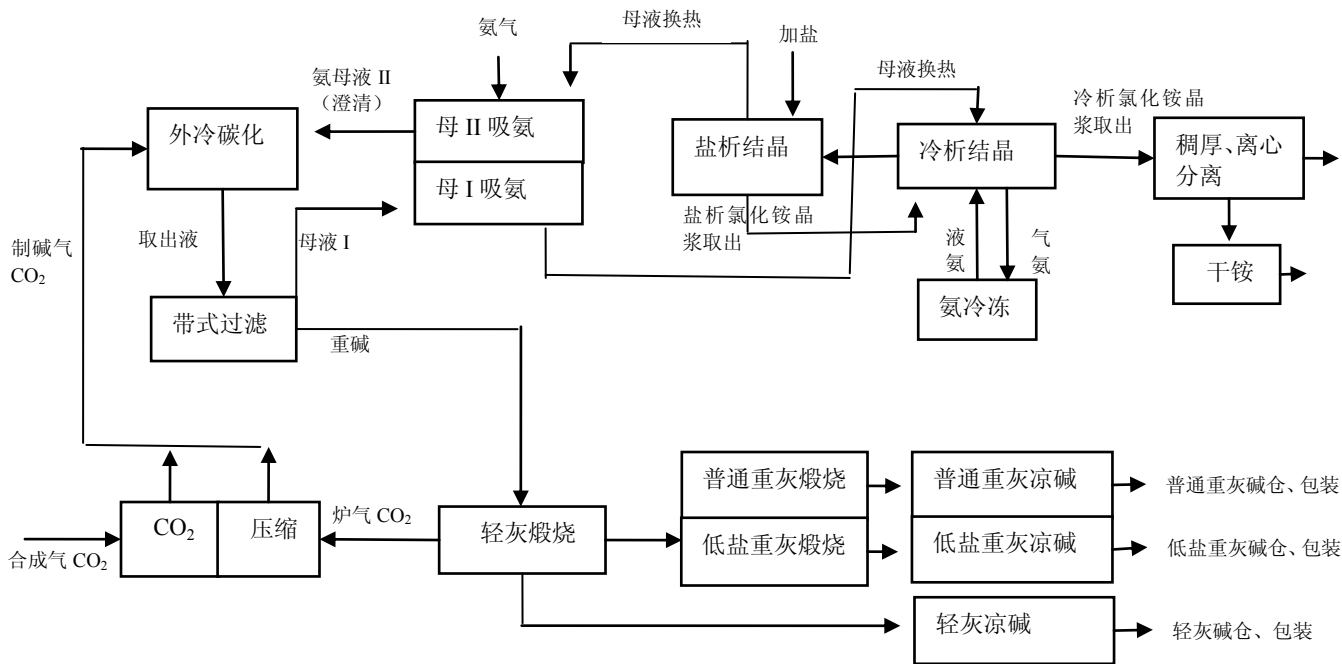 氨气
母液换热
加盐
母液换热
氨母液 II
（澄清）
冷析氯化铵晶
浆取出
外冷碳化
母 II 吸氨
盐析结晶
冷析结晶
稠厚、离心
分离
母 I 吸氨
盐析氯化铵晶
浆取出
制碱气
CO₂
取出液
母液 I
液
氨
气
氨
干铵
氨冷冻
带式过滤
重碱
普通重灰煅烧
普通重灰凉碱
普通重灰碱仓、包装
合成气 CO₂
CO₂
压缩
炉气 CO₂
轻灰煅烧
低盐重灰煅烧
低盐重灰凉碱
低盐重灰碱仓、包装
轻灰凉碱
轻灰碱仓、包装